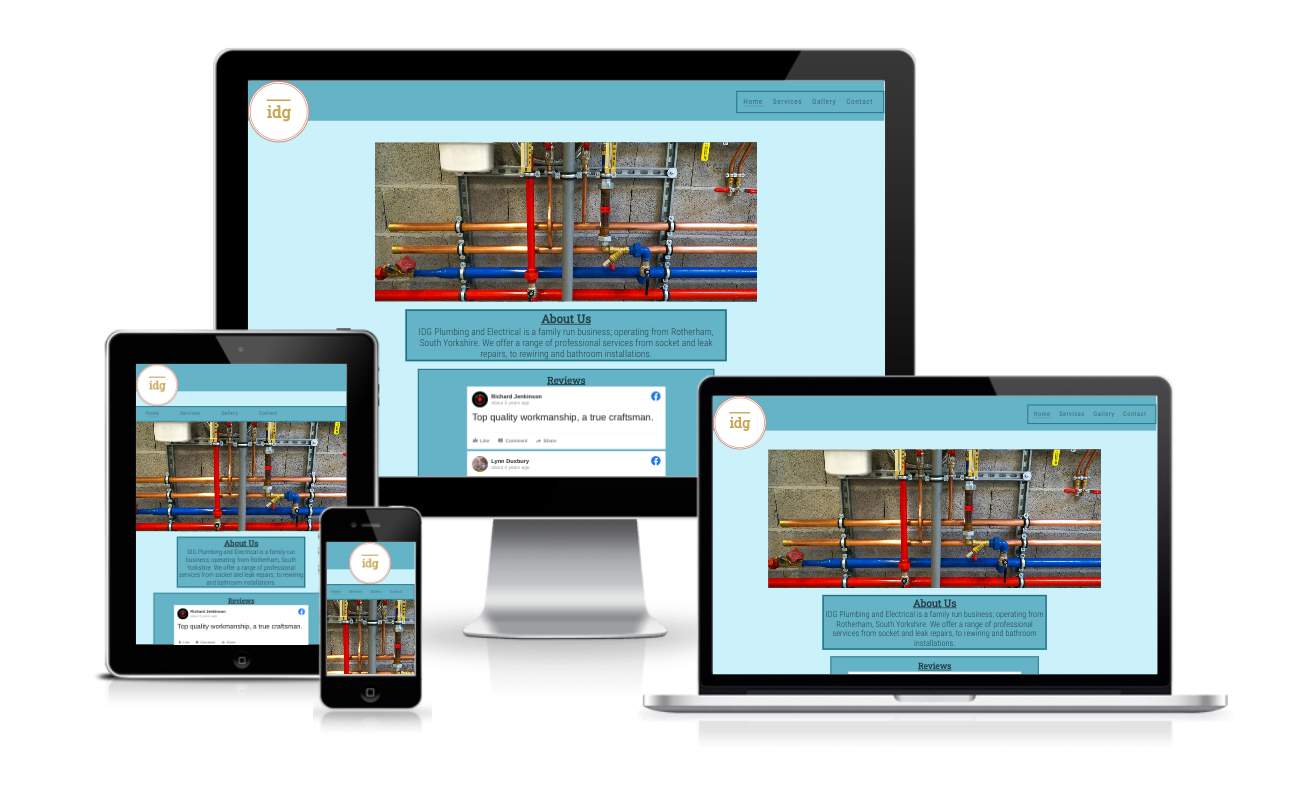 idg
Home Services Gallery Contact
About Us
IDG Plumbing and Electrical is a family run business; operating from Rotherham,
South Yorkshire. We offer a range of professional services from socket and leak
repairs, to rewiring and bathroom installations.
Reviews
Richard Jenkinson
about 6 years ago
Top quality workmanship, a true craftsman.
Like Comment Share
Lynn Duxbury
idg
Home Services Gallery Contact
About Us
IDG Plumbing and Electrical is a family run
business; operating from Rotherham, South
Yorkshire. We offer a range of professional
services from socket and leak repairs, to rewiring
and bathroom installations.
Reviews
Richard Jenkinson
Top quality workmanship, a true craftsman.
Like Comment Share
idg
Home Services Gallery Contact
idg
Home Services Gallery Contact
About Us
IDG Plumbing and Electrical is a family run business; operating from
Rotherham, South Yorkshire. We offer a range of professional
services from socket and leak repairs, to rewiring and bathroom
installations.
Reviews